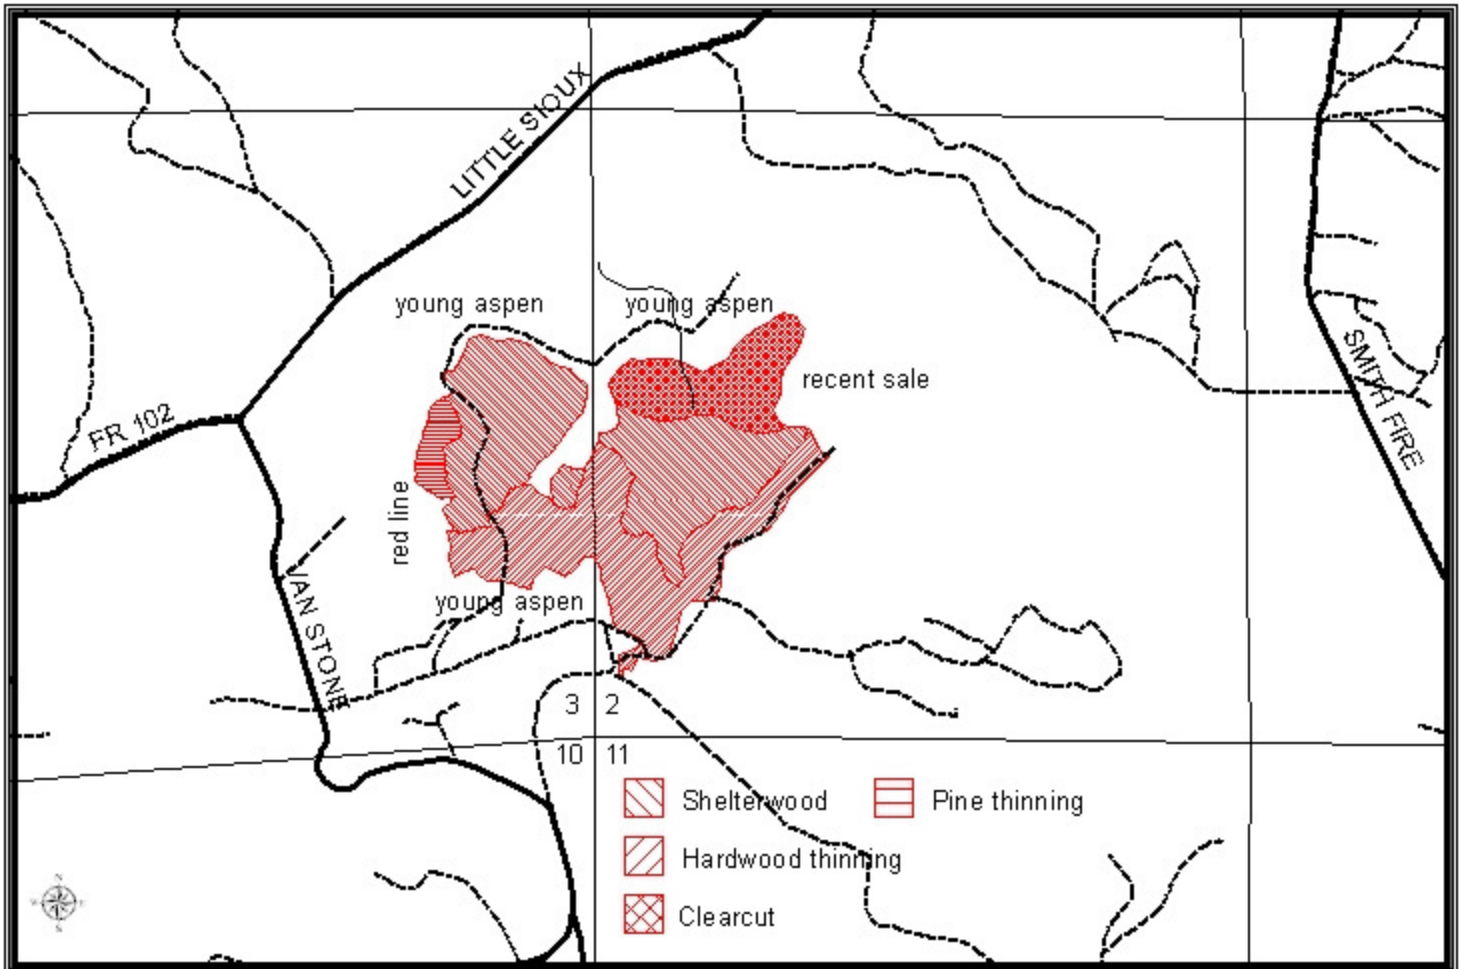 LITTLE SIOUX
young aspen
young aspen
recent sale
FR 102
SMITH FIRE
red line
young aspen
VAN STONE
3 2
10 11
Shelterwood
Pine thinning
Hardwood thinning
Clearcut